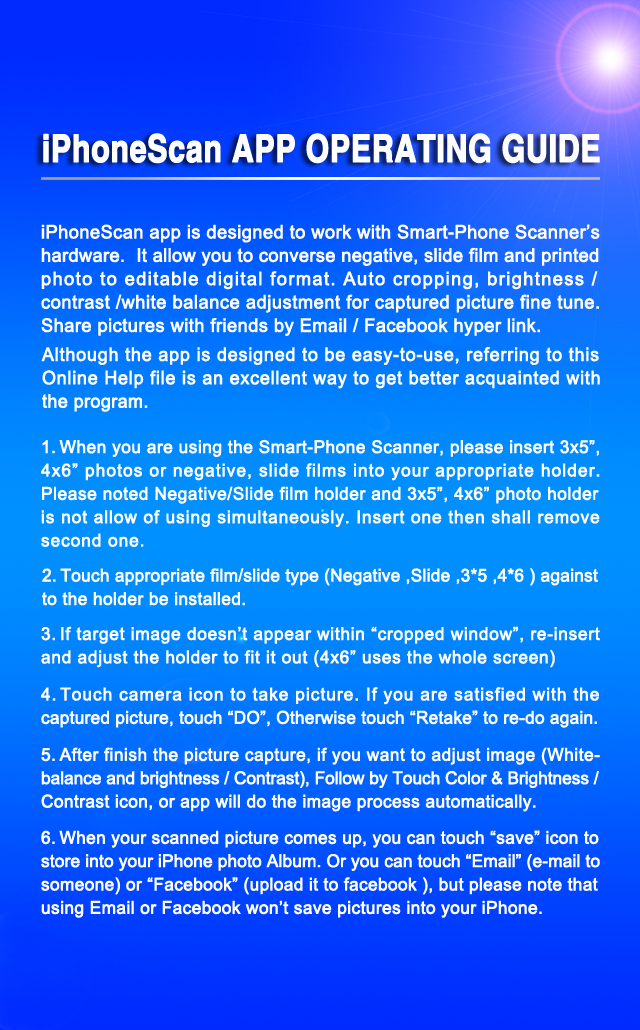 iPhoneScan APP OPERATING GUIDE
iPhoneScan app is designed to work with Smart-Phone Scanner’s
hardware.  It allow you to converse negative, slide film and printed
photo to editable digital format. Auto cropping, brightness /
contrast /white balance adjustment for captured picture fine tune.
Share pictures with friends by Email / Facebook hyper link.
Although the app is designed to be easy-to-use, referring to this
Online Help file is an excellent way to get better acquainted with
the program.
1. When you are using the Smart-Phone Scanner, please insert 3x5”,
4x6” photos or negative, slide films into your appropriate holder.
Please noted Negative/Slide film holder and 3x5”, 4x6” photo holder
is not allow of using simultaneously. Insert one then shall remove
second one.
2. Touch appropriate film/slide type (Negative ,Slide ,3*5 ,4*6 ) against
to the holder be installed.
3. If target image doesn’t appear within “cropped window”, re-insert
and adjust the holder to fit it out (4x6” uses the whole screen)
4. Touch camera icon to take picture. If you are satisfied with the
captured picture, touch “DO”, Otherwise touch “Retake” to re-do again.
5. After finish the picture capture, if you want to adjust image (White-
balance and brightness / Contrast), Follow by Touch Color & Brightness /
Contrast icon, or app will do the image process automatically.
6. When your scanned picture comes up, you can touch “save” icon to
store into your iPhone photo Album. Or you can touch “Email” (e-mail to
someone) or “Facebook” (upload it to facebook ), but please note that
using Email or Facebook won’t save pictures into your iPhone.